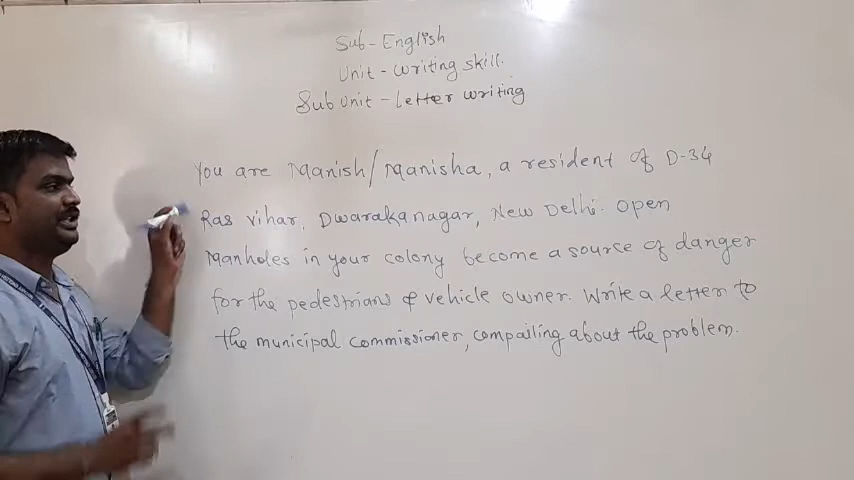 Sub - English
Unit - writing skill.
Sub Unit - Letter writing
You are Manish/Manisha, a resident of D-34
Ras vihar, Dwarakanagar, New Delhi. Open
Manholes in your colony become a source of danger
for the pedestrians & vehicle owner. Write a letter to
the municipal commissioner, compailing about the problem.